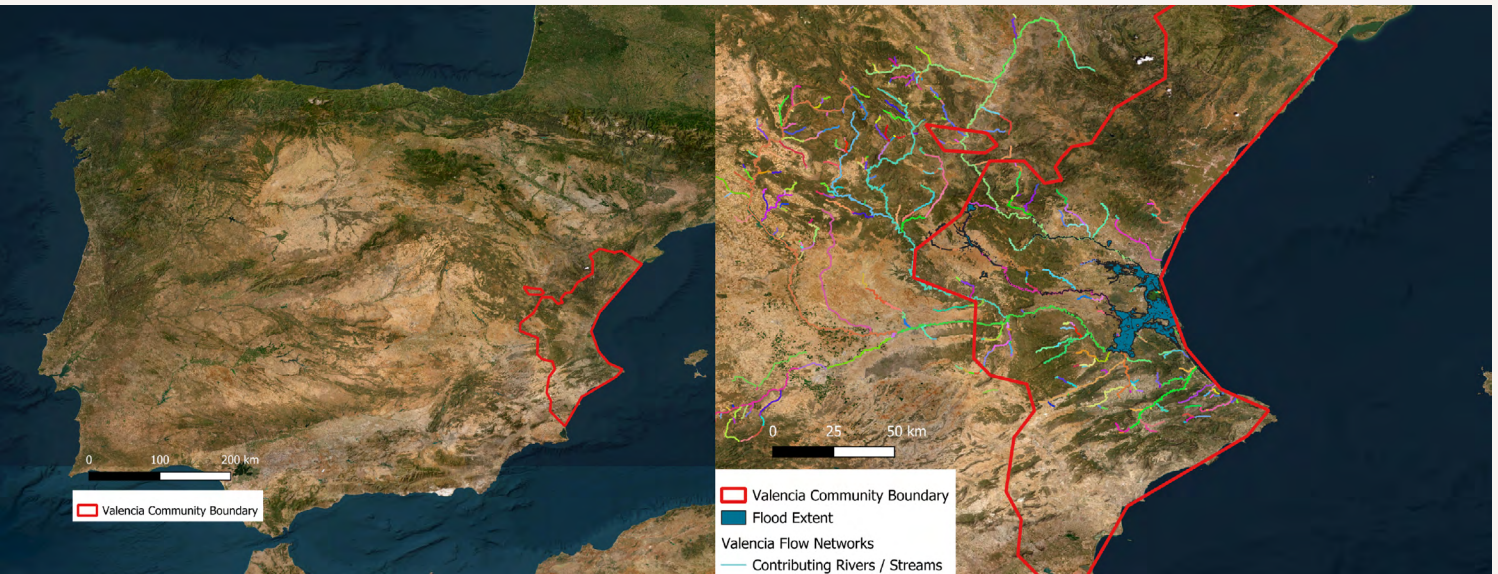 0 100 200 km
Valencia Community Boundary
0 25 50 km
Valencia Community Boundary
Flood Extent
Valencia Flow Networks
Contributing Rivers / Streams